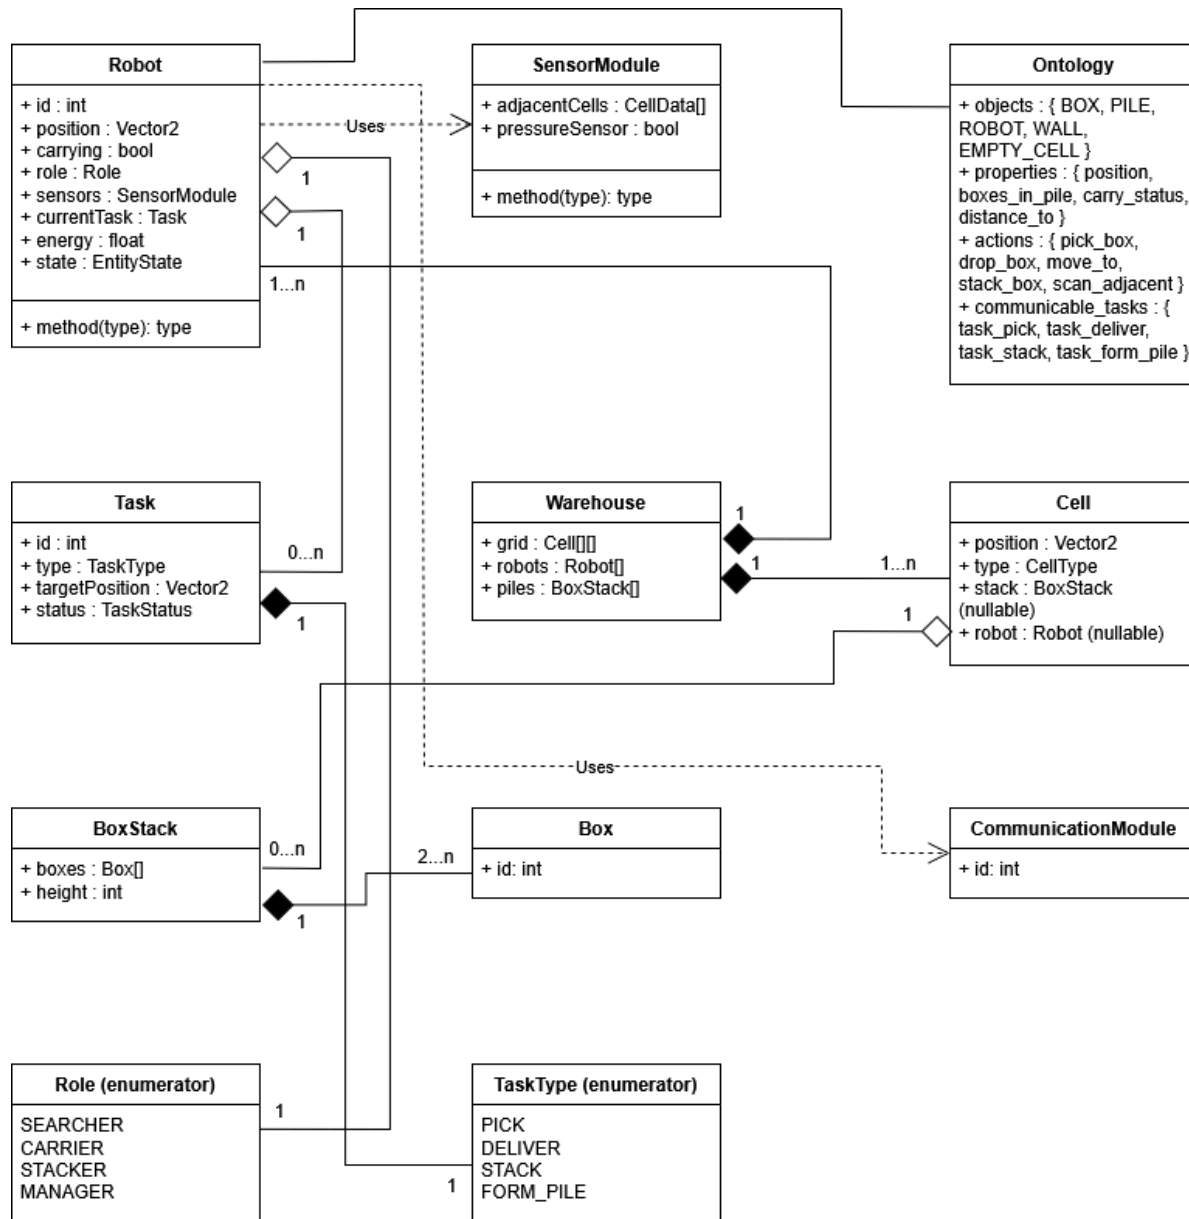 Robot
+ id : int
+ position : Vector2
+ carrying : bool
+ role : Role
+ sensors : SensorModule
+ currentTask : Task
+ energy : float
+ state : EntityState
+ method(type): type
Uses
1
1
1...n
SensorModule
+ adjacentCells : CellData[]
+ pressureSensor : bool
+ method(type): type
Ontology
+ objects : { BOX, PILE,
ROBOT, WALL,
EMPTY_CELL }
+ properties : { position,
boxes_in_pile, carry_status,
distance_to }
+ actions : { pick_box,
drop_box, move_to,
stack_box, scan_adjacent }
+ communicable_tasks : {
task_pick, task_deliver,
task_stack, task_form_pile }
Task
+ id : int
+ type : TaskType
+ targetPosition : Vector2
+ status : TaskStatus
0...n
1
Warehouse
+ grid : Cell[][]
+ robots : Robot[]
+ piles : BoxStack[]
1
1
1...n
1
Cell
+ position : Vector2
+ type : CellType
+ stack : BoxStack
(nullable)
+ robot : Robot (nullable)
Uses
BoxStack
+ boxes : Box[]
+ height : int
0...n
1
2...n
Box
+ id: int
CommunicationModule
+ id: int
Role (enumerator)
SEARCHER
CARRIER
STACKER
MANAGER
1
1
TaskType (enumerator)
PICK
DELIVER
STACK
FORM_PILE